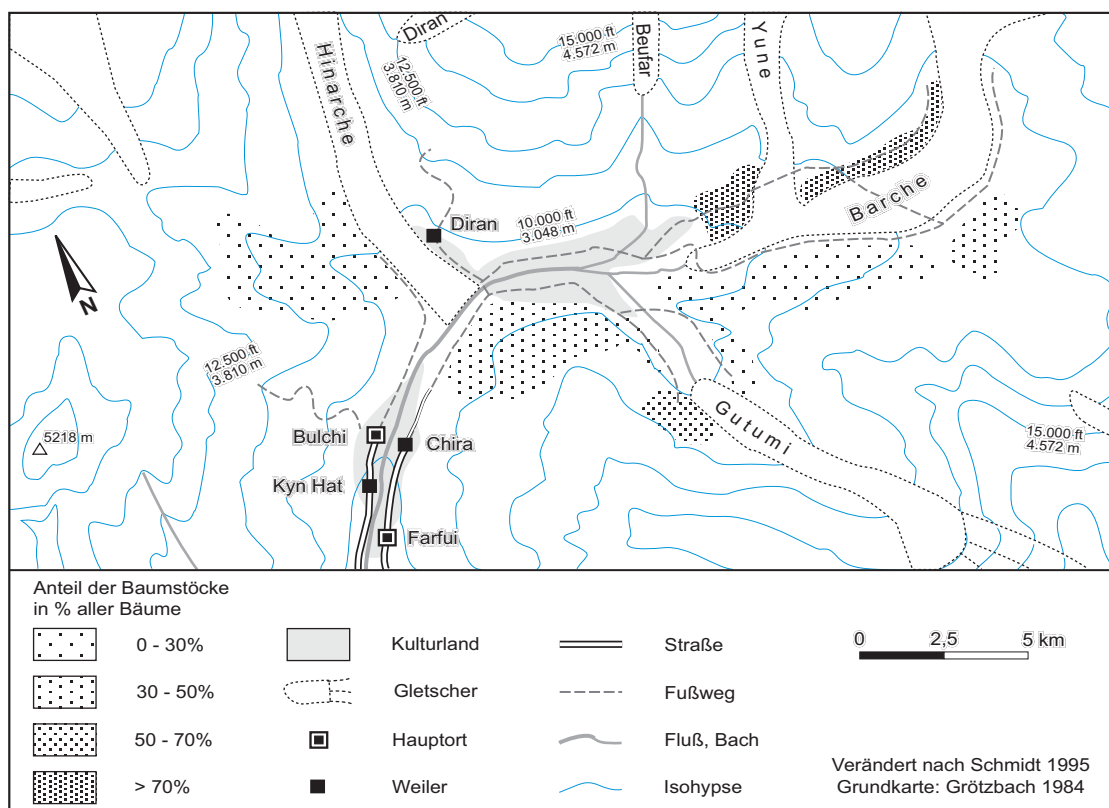 Diran
15.000 ft
4.572 m
Beufar
Yune
Hinarche
12.500 ft
3.810 m
Barche
Diran
10.000 ft
3.048 m
N
12.500 ft
3.810 m
5218 m
Bulchi
Chira
Gutumi
15.000 ft
4.572 m
Kyn Hat
Farfui
Anteil der Baumstöcke
in % aller Bäume
0 - 30%
30 - 50%
50 - 70%
> 70%
Kulturland
Gletscher
Hauptort
Weiler
Straße
Fußweg
Fluß, Bach
Isohypse
0 2,5 5 km
Verändert nach Schmidt 1995
Grundkarte: Grötzbach 1984